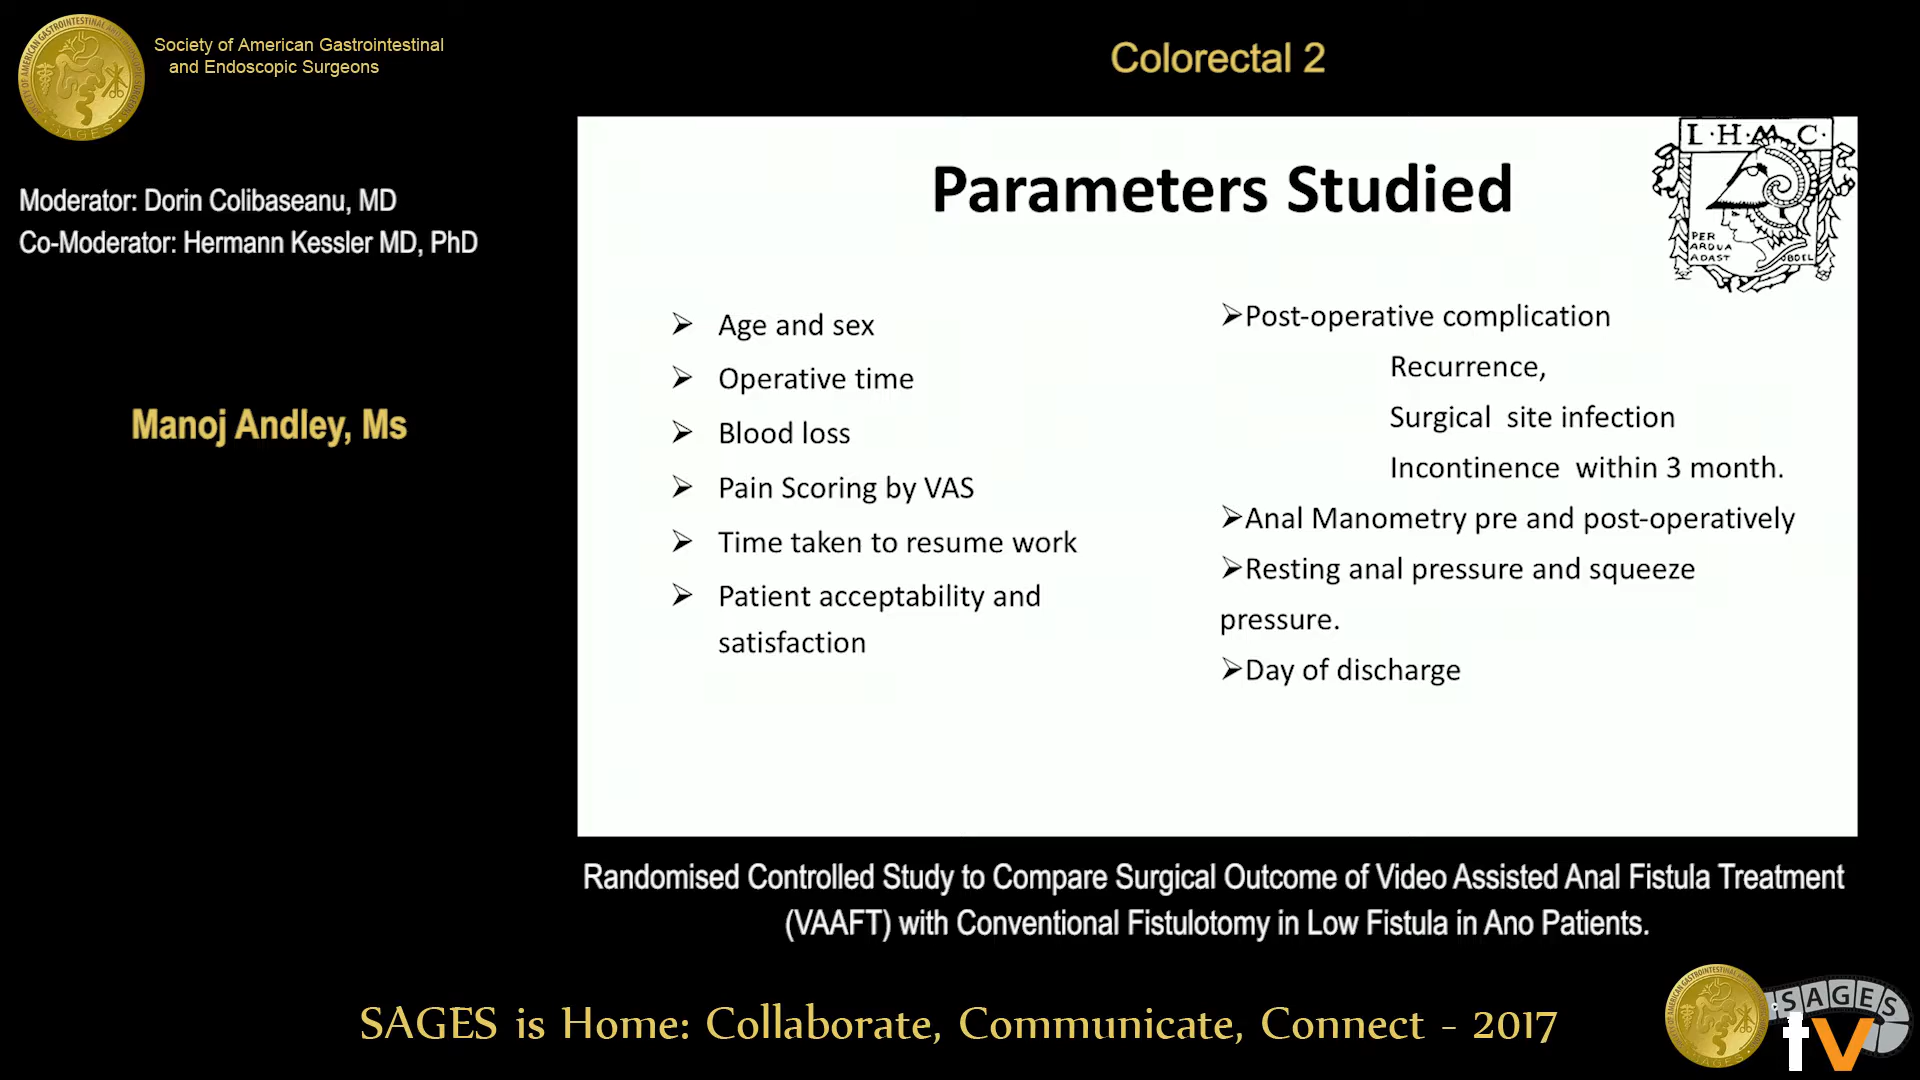 Society of American Gastrointestinal
and Endoscopic Surgeons
Colorectal 2
Moderator: Dorin Colibaseanu, MD
Co-Moderator: Hermann Kessler MD, PhD
Manoj Andley, Ms
L·H·M·C·
PER
ARDUA
ADAST
Parameters Studied
Age and sex
Operative time
Blood loss
Pain Scoring by VAS
Time taken to resume work
Patient acceptability and
satisfaction
Post-operative complication
Recurrence,
Surgical site infection
Incontinence within 3 month.
Anal Manometry pre and post-operatively
Resting anal pressure and squeeze
pressure.
Day of discharge
Randomised Controlled Study to Compare Surgical Outcome of Video Assisted Anal Fistula Treatment
(VAAFT) with Conventional Fistulotomy in Low Fistula in Ano Patients.
SAGES is Home: Collaborate, Communicate, Connect - 2017
SAGES
tv